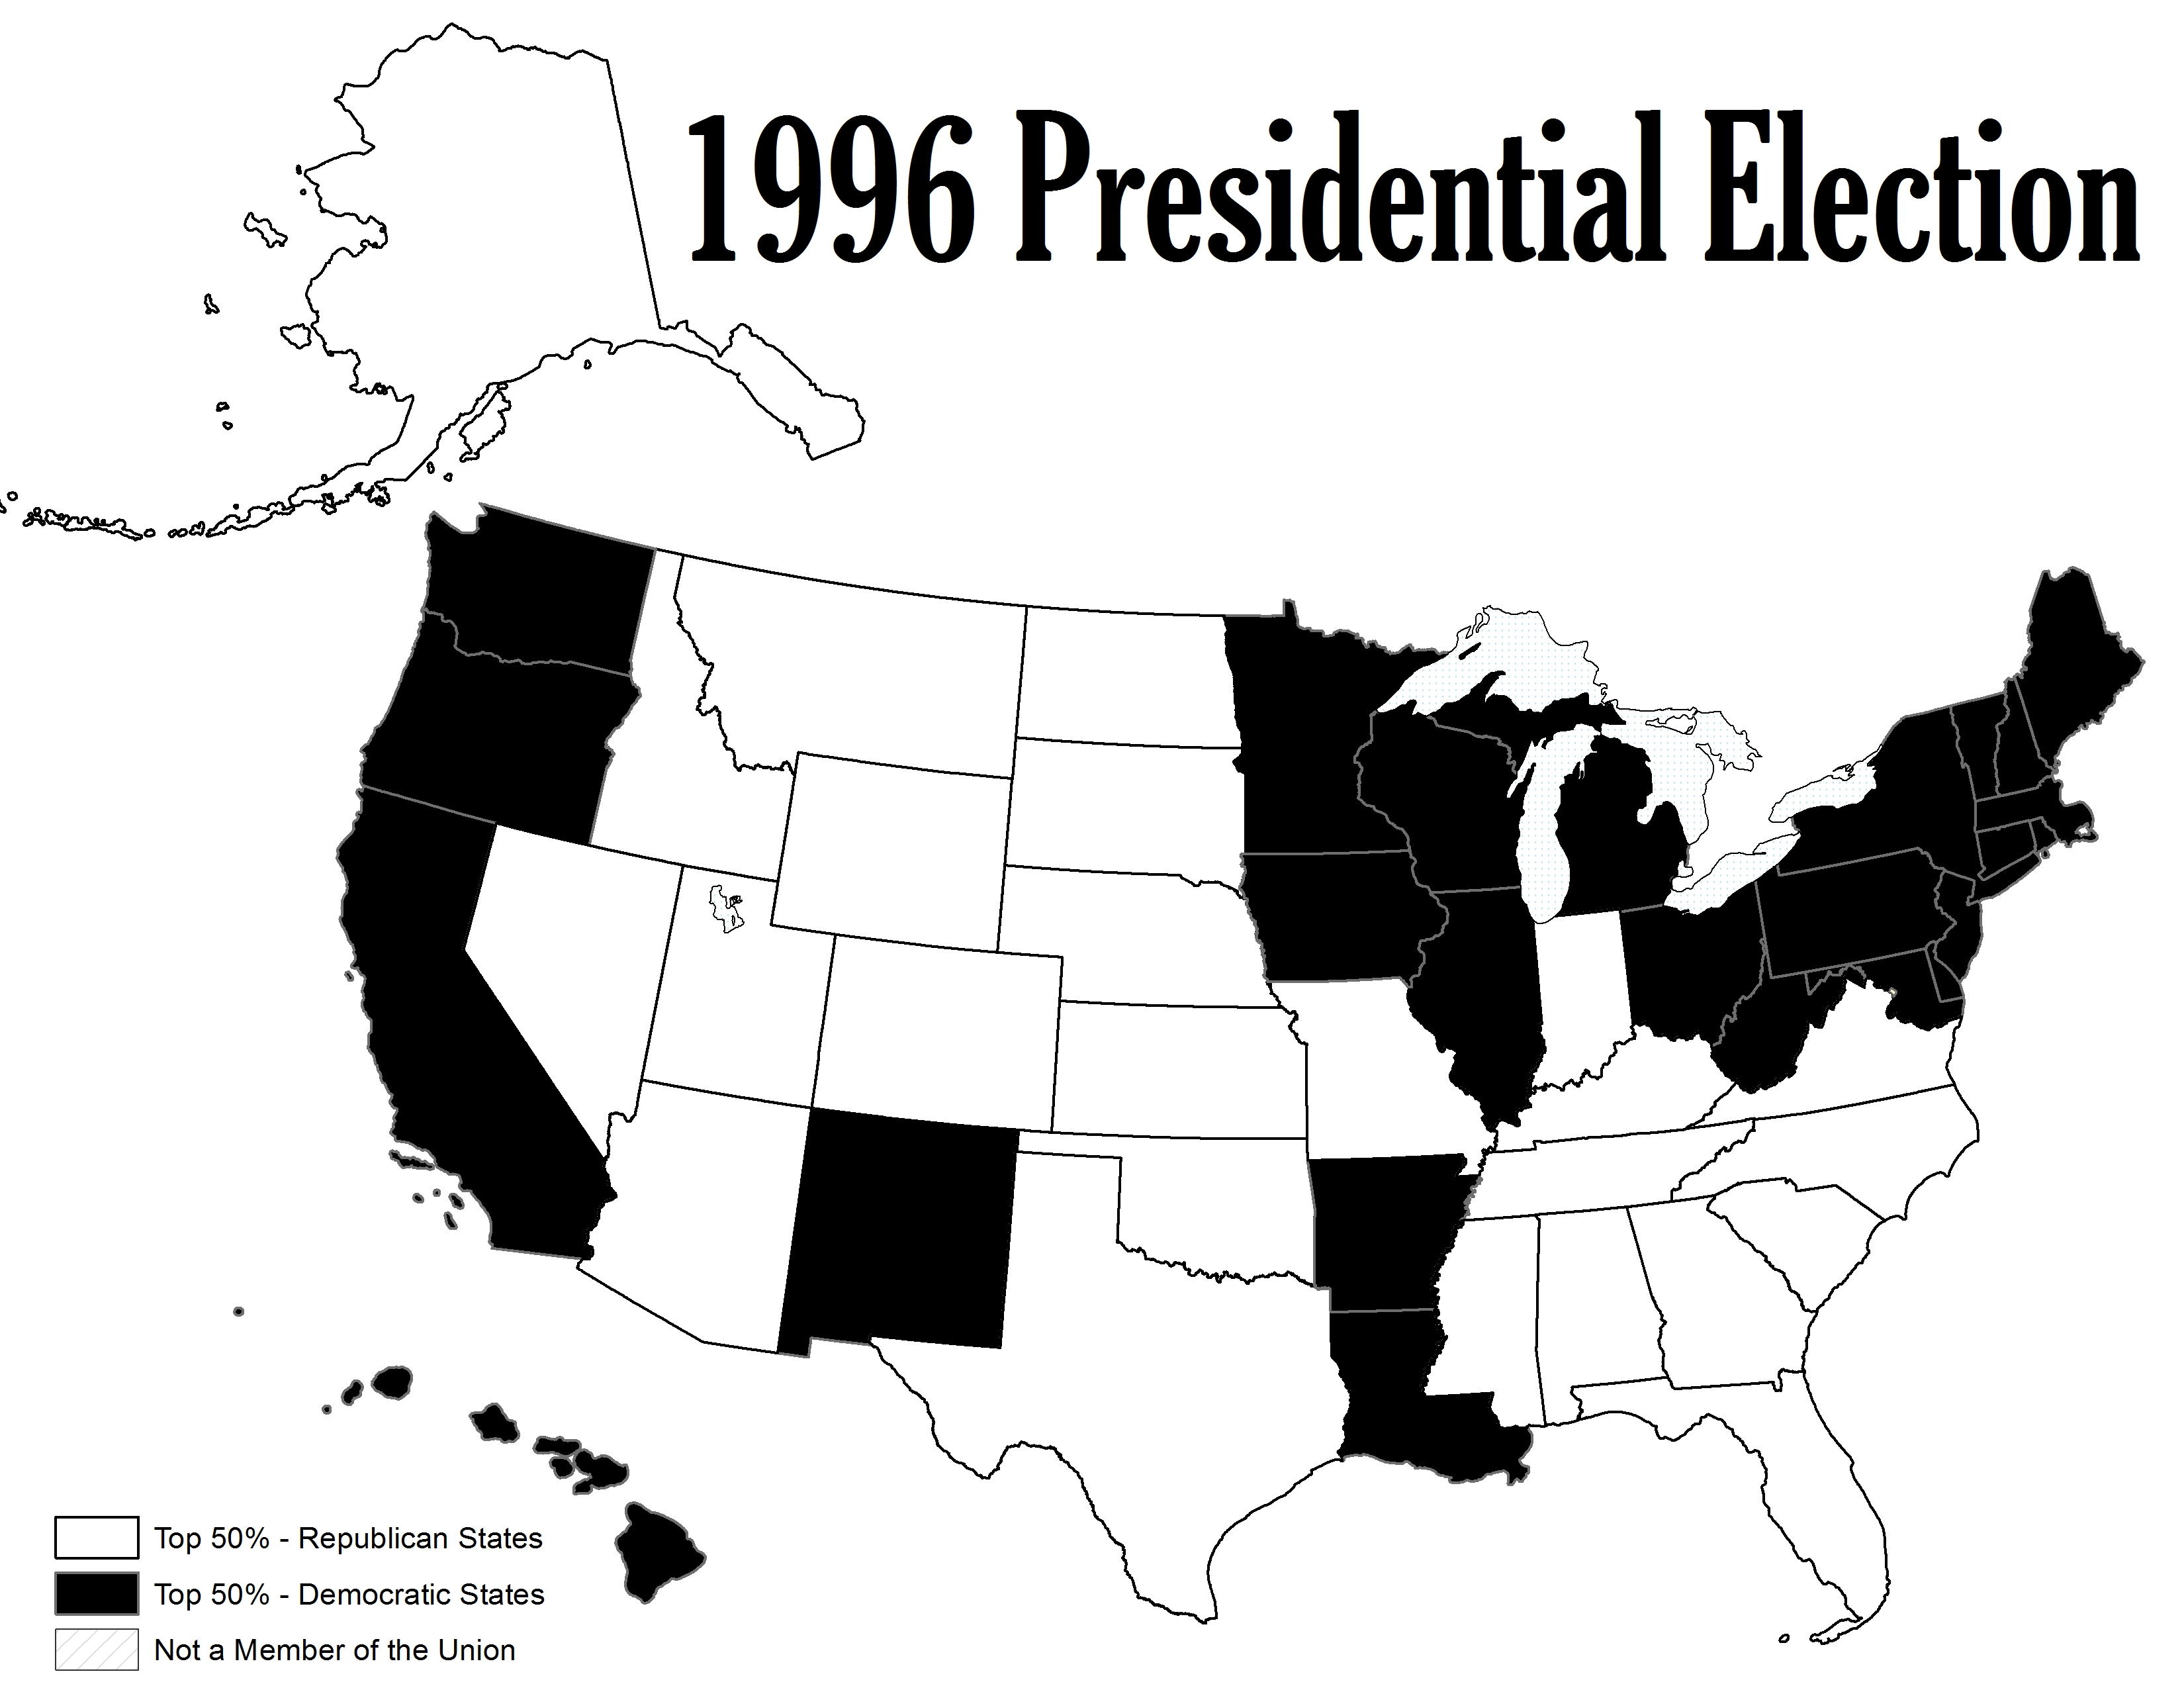 1996 Presidential Election
Top 50% - Republican States
Top 50% - Democratic States
Not a Member of the Union